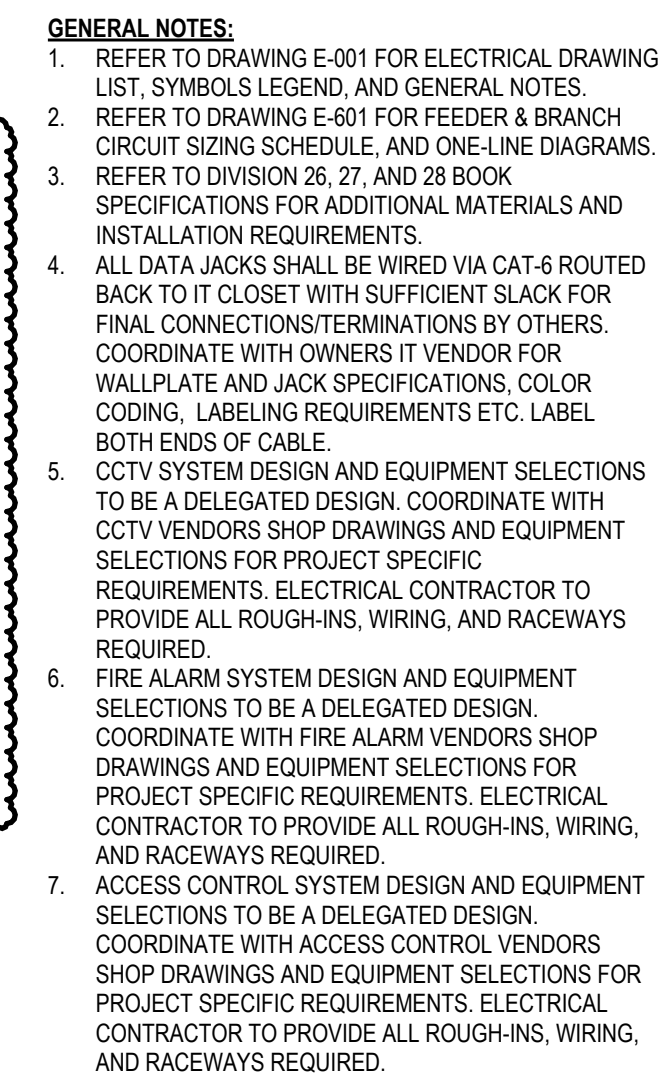 GENERAL NOTES:
1. REFER TO DRAWING E-001 FOR ELECTRICAL DRAWING
LIST, SYMBOLS LEGEND, AND GENERAL NOTES.
2. REFER TO DRAWING E-601 FOR FEEDER & BRANCH
CIRCUIT SIZING SCHEDULE, AND ONE-LINE DIAGRAMS.
3. REFER TO DIVISION 26, 27, AND 28 BOOK
SPECIFICATIONS FOR ADDITIONAL MATERIALS AND
INSTALLATION REQUIREMENTS.
4. ALL DATA JACKS SHALL BE WIRED VIA CAT-6 ROUTED
BACK TO IT CLOSET WITH SUFFICIENT SLACK FOR
FINAL CONNECTIONS/TERMINATIONS BY OTHERS.
COORDINATE WITH OWNERS IT VENDOR FOR
WALLPLATE AND JACK SPECIFICATIONS, COLOR
CODING, LABELING REQUIREMENTS ETC. LABEL
BOTH ENDS OF CABLE.
5. CCTV SYSTEM DESIGN AND EQUIPMENT SELECTIONS
TO BE A DELEGATED DESIGN. COORDINATE WITH
CCTV VENDORS SHOP DRAWINGS AND EQUIPMENT
SELECTIONS FOR PROJECT SPECIFIC
REQUIREMENTS. ELECTRICAL CONTRACTOR TO
PROVIDE ALL ROUGH-INS, WIRING, AND RACEWAYS
REQUIRED.
6. FIRE ALARM SYSTEM DESIGN AND EQUIPMENT
SELECTIONS TO BE A DELEGATED DESIGN.
COORDINATE WITH FIRE ALARM VENDORS SHOP
DRAWINGS AND EQUIPMENT SELECTIONS FOR
PROJECT SPECIFIC REQUIREMENTS. ELECTRICAL
CONTRACTOR TO PROVIDE ALL ROUGH-INS, WIRING,
AND RACEWAYS REQUIRED.
7. ACCESS CONTROL SYSTEM DESIGN AND EQUIPMENT
SELECTIONS TO BE A DELEGATED DESIGN.
COORDINATE WITH ACCESS CONTROL VENDORS
SHOP DRAWINGS AND EQUIPMENT SELECTIONS FOR
PROJECT SPECIFIC REQUIREMENTS. ELECTRICAL
CONTRACTOR TO PROVIDE ALL ROUGH-INS, WIRING,
AND RACEWAYS REQUIRED.